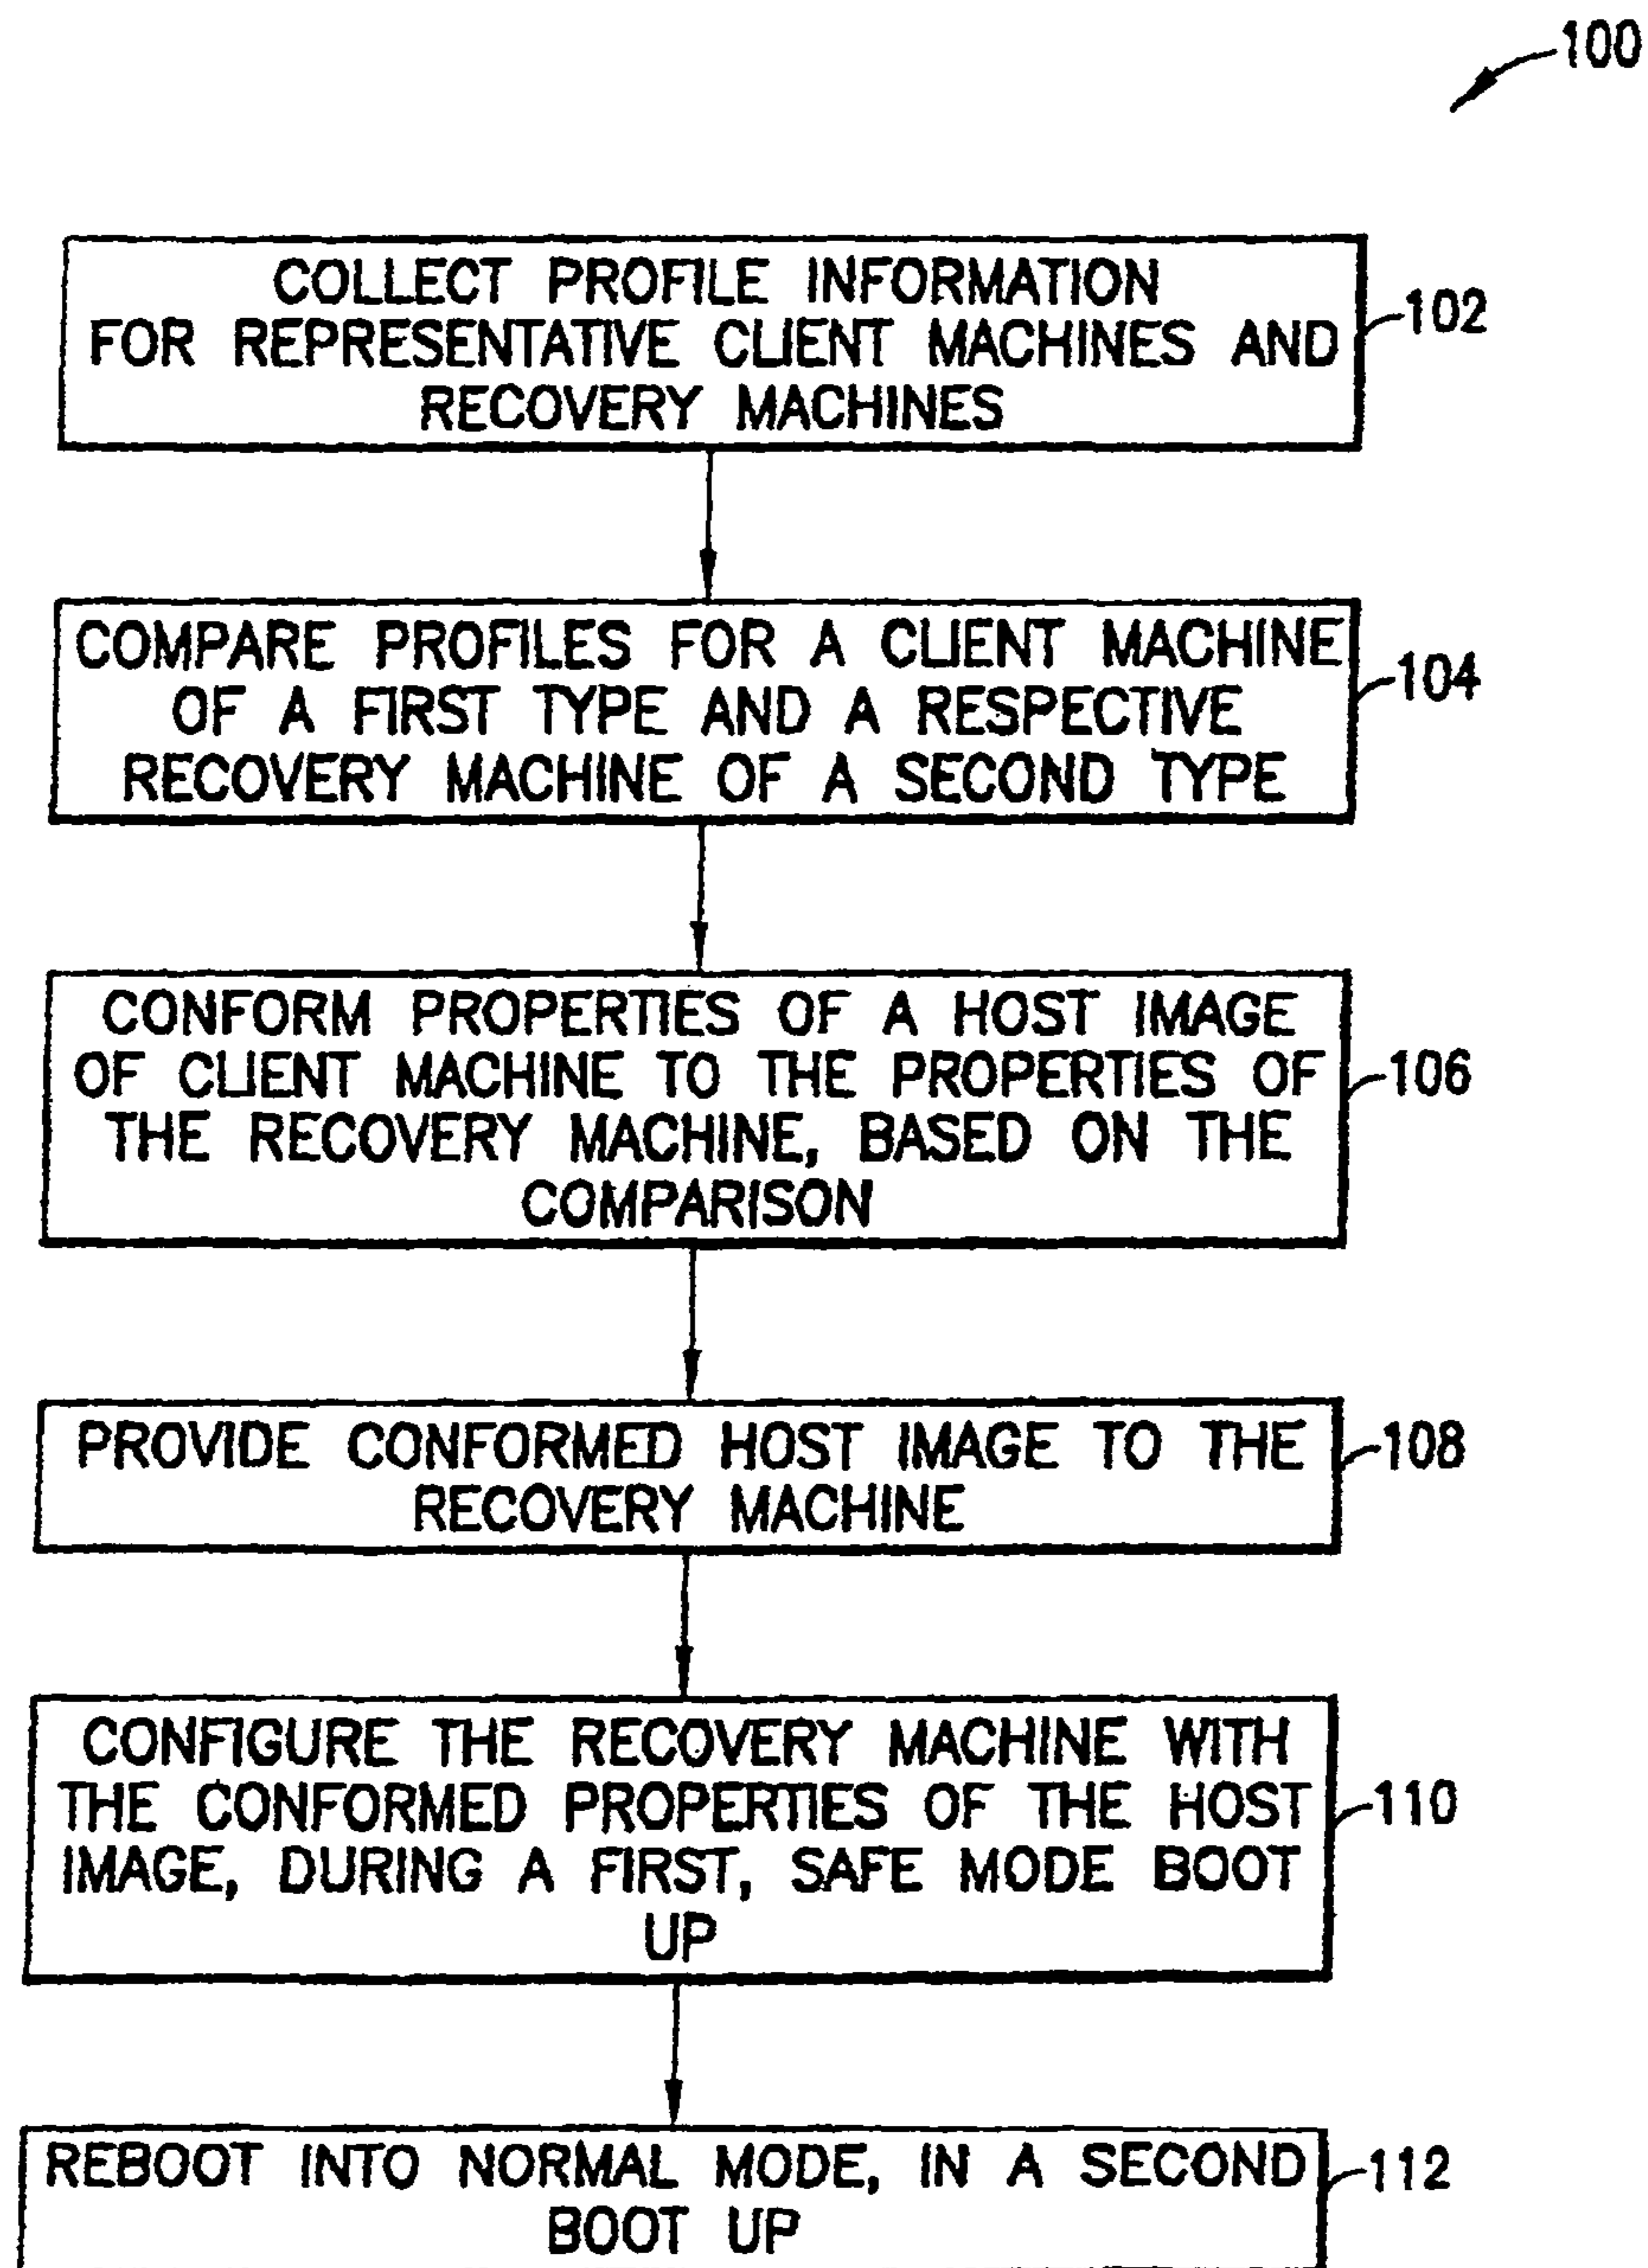 100
COLLECT PROFILE INFORMATION
FOR REPRESENTATIVE CLIENT MACHINES AND
RECOVERY MACHINES
102
COMPARE PROFILES FOR A CLIENT MACHINE
OF A FIRST TYPE AND A RESPECTIVE
RECOVERY MACHINE OF A SECOND TYPE
104
CONFORM PROPERTIES OF A HOST IMAGE
OF CLIENT MACHINE TO THE PROPERTIES OF
THE RECOVERY MACHINE, BASED ON THE
COMPARISON
106
PROVIDE CONFORMED HOST IMAGE TO THE
RECOVERY MACHINE
108
CONFIGURE THE RECOVERY MACHINE WITH
THE CONFORMED PROPERTIES OF THE HOST
IMAGE, DURING A FIRST, SAFE MODE BOOT
UP
110
REBOOT INTO NORMAL MODE, IN A SECOND
BOOT UP
112